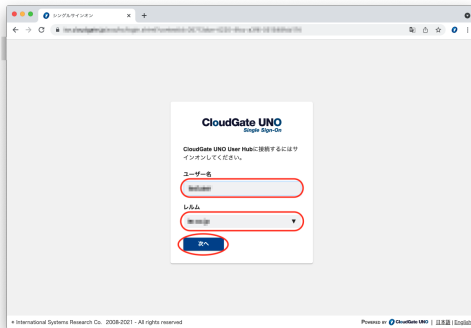 シングルサインオン
CloudGate UNO
Single Sign-On
CloudGate UNO User Hubに接続するにはサ
インオンしてください。
ユーザー名
レルム
次へ
© International Systems Research Co. 2008-2021 - All rights reserved
Powered by CloudGate UNO | 日本語 | English